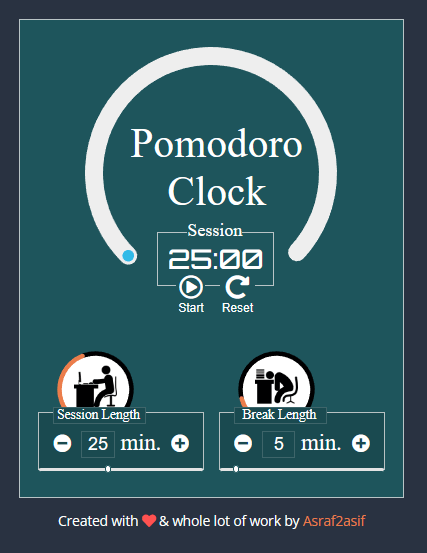 Pomodoro
Clock
Session
25:00
Start Reset
Session Length
25 min.
Break Length
5 min.
Created with & whole lot of work by Asraf2asif